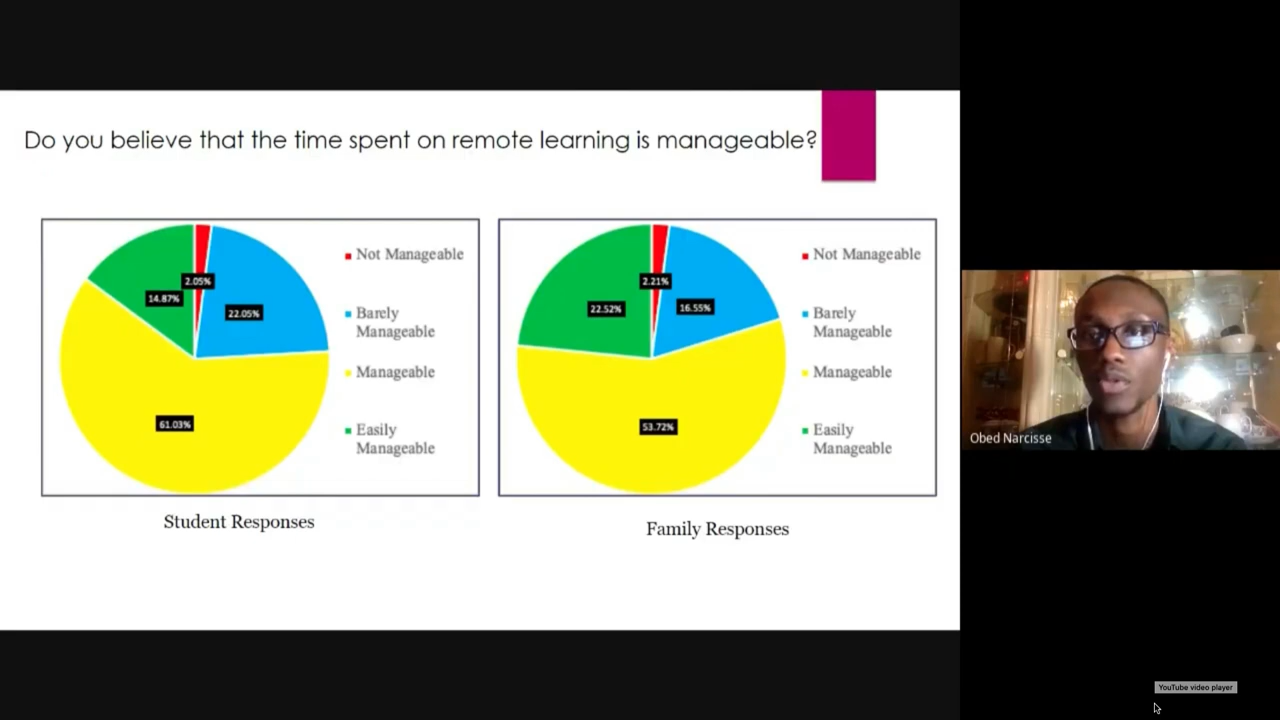 Do you believe that the time spent on remote learning is manageable?
2.05%
14.87%
22.05%
61.03%
Not Manageable
Barely
Manageable
Manageable
Easily
Manageable
Student Responses
2.21%
22.52%
16.55%
53.72%
Not Manageable
Barely
Manageable
Manageable
Easily
Manageable
Family Responses
Obed Narcisse
YouTube video player